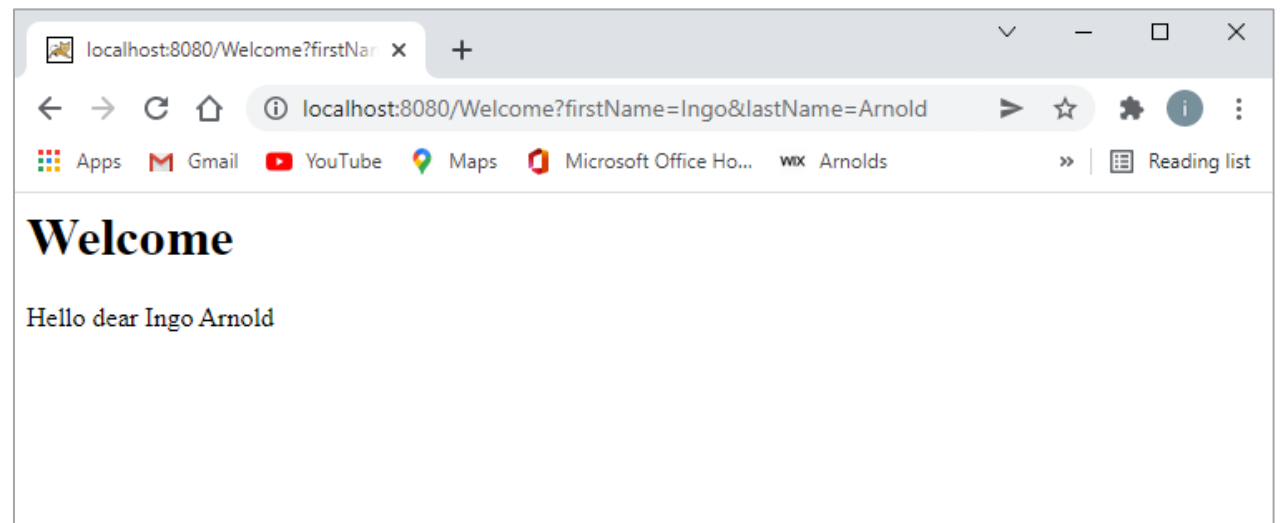 localhost:8080/Welcome?firstNar
localhost:8080/Welcome?firstName=Ingo&lastName=Arnold i
Apps Gmail YouTube Maps Microsoft Office Ho... WIX Arnolds » Reading list
Welcome
Hello dear Ingo Arnold